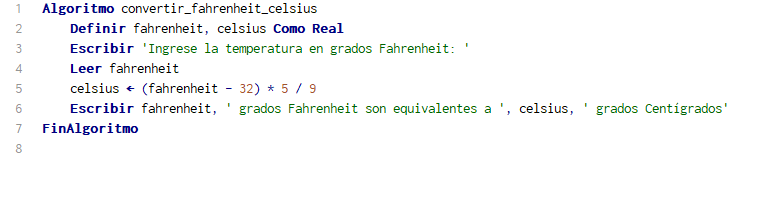 1 Algoritmo convertir_fahrenheit_celsius
2 Definir fahrenheit, celsius Como Real
3 Escribir 'Ingrese la temperatura en grados Fahrenheit: '
4 Leer fahrenheit
5 celsius ← (fahrenheit - 32) * 5 / 9
6 Escribir fahrenheit, ' grados Fahrenheit son equivalentes a ', celsius, ' grados Centígrados'
7 FinAlgoritmo
8